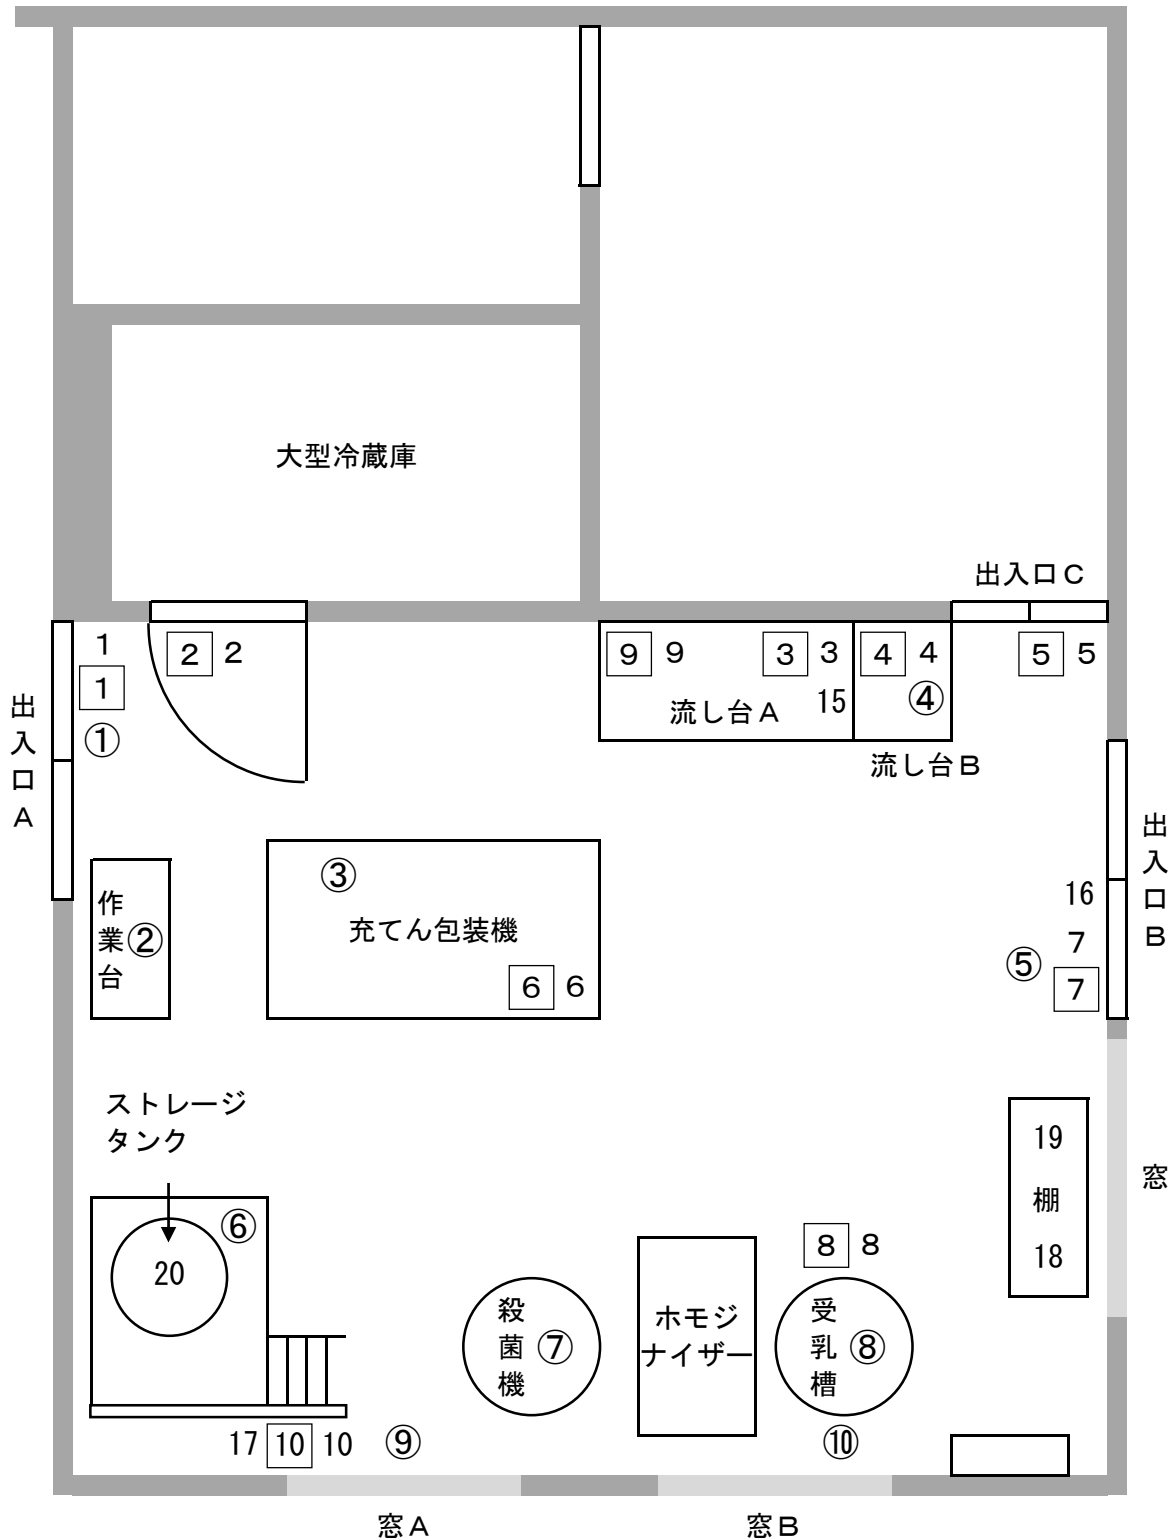 大型冷蔵庫
出入口C
1
1
①
2 2
9 9
3 3
4 4
5 5
流し台A
15
④
流し台B
出入口A
出入口B
③
充てん包装機
6 6
作業台
②
16
7
⑤
7
ストレージ
タンク
⑥
20
19
棚
18
窓
8 8
殺菌機
⑦
ホモジ
ナイザー
受乳槽
⑧
17 10 10
⑨
⑩
窓A
窓B